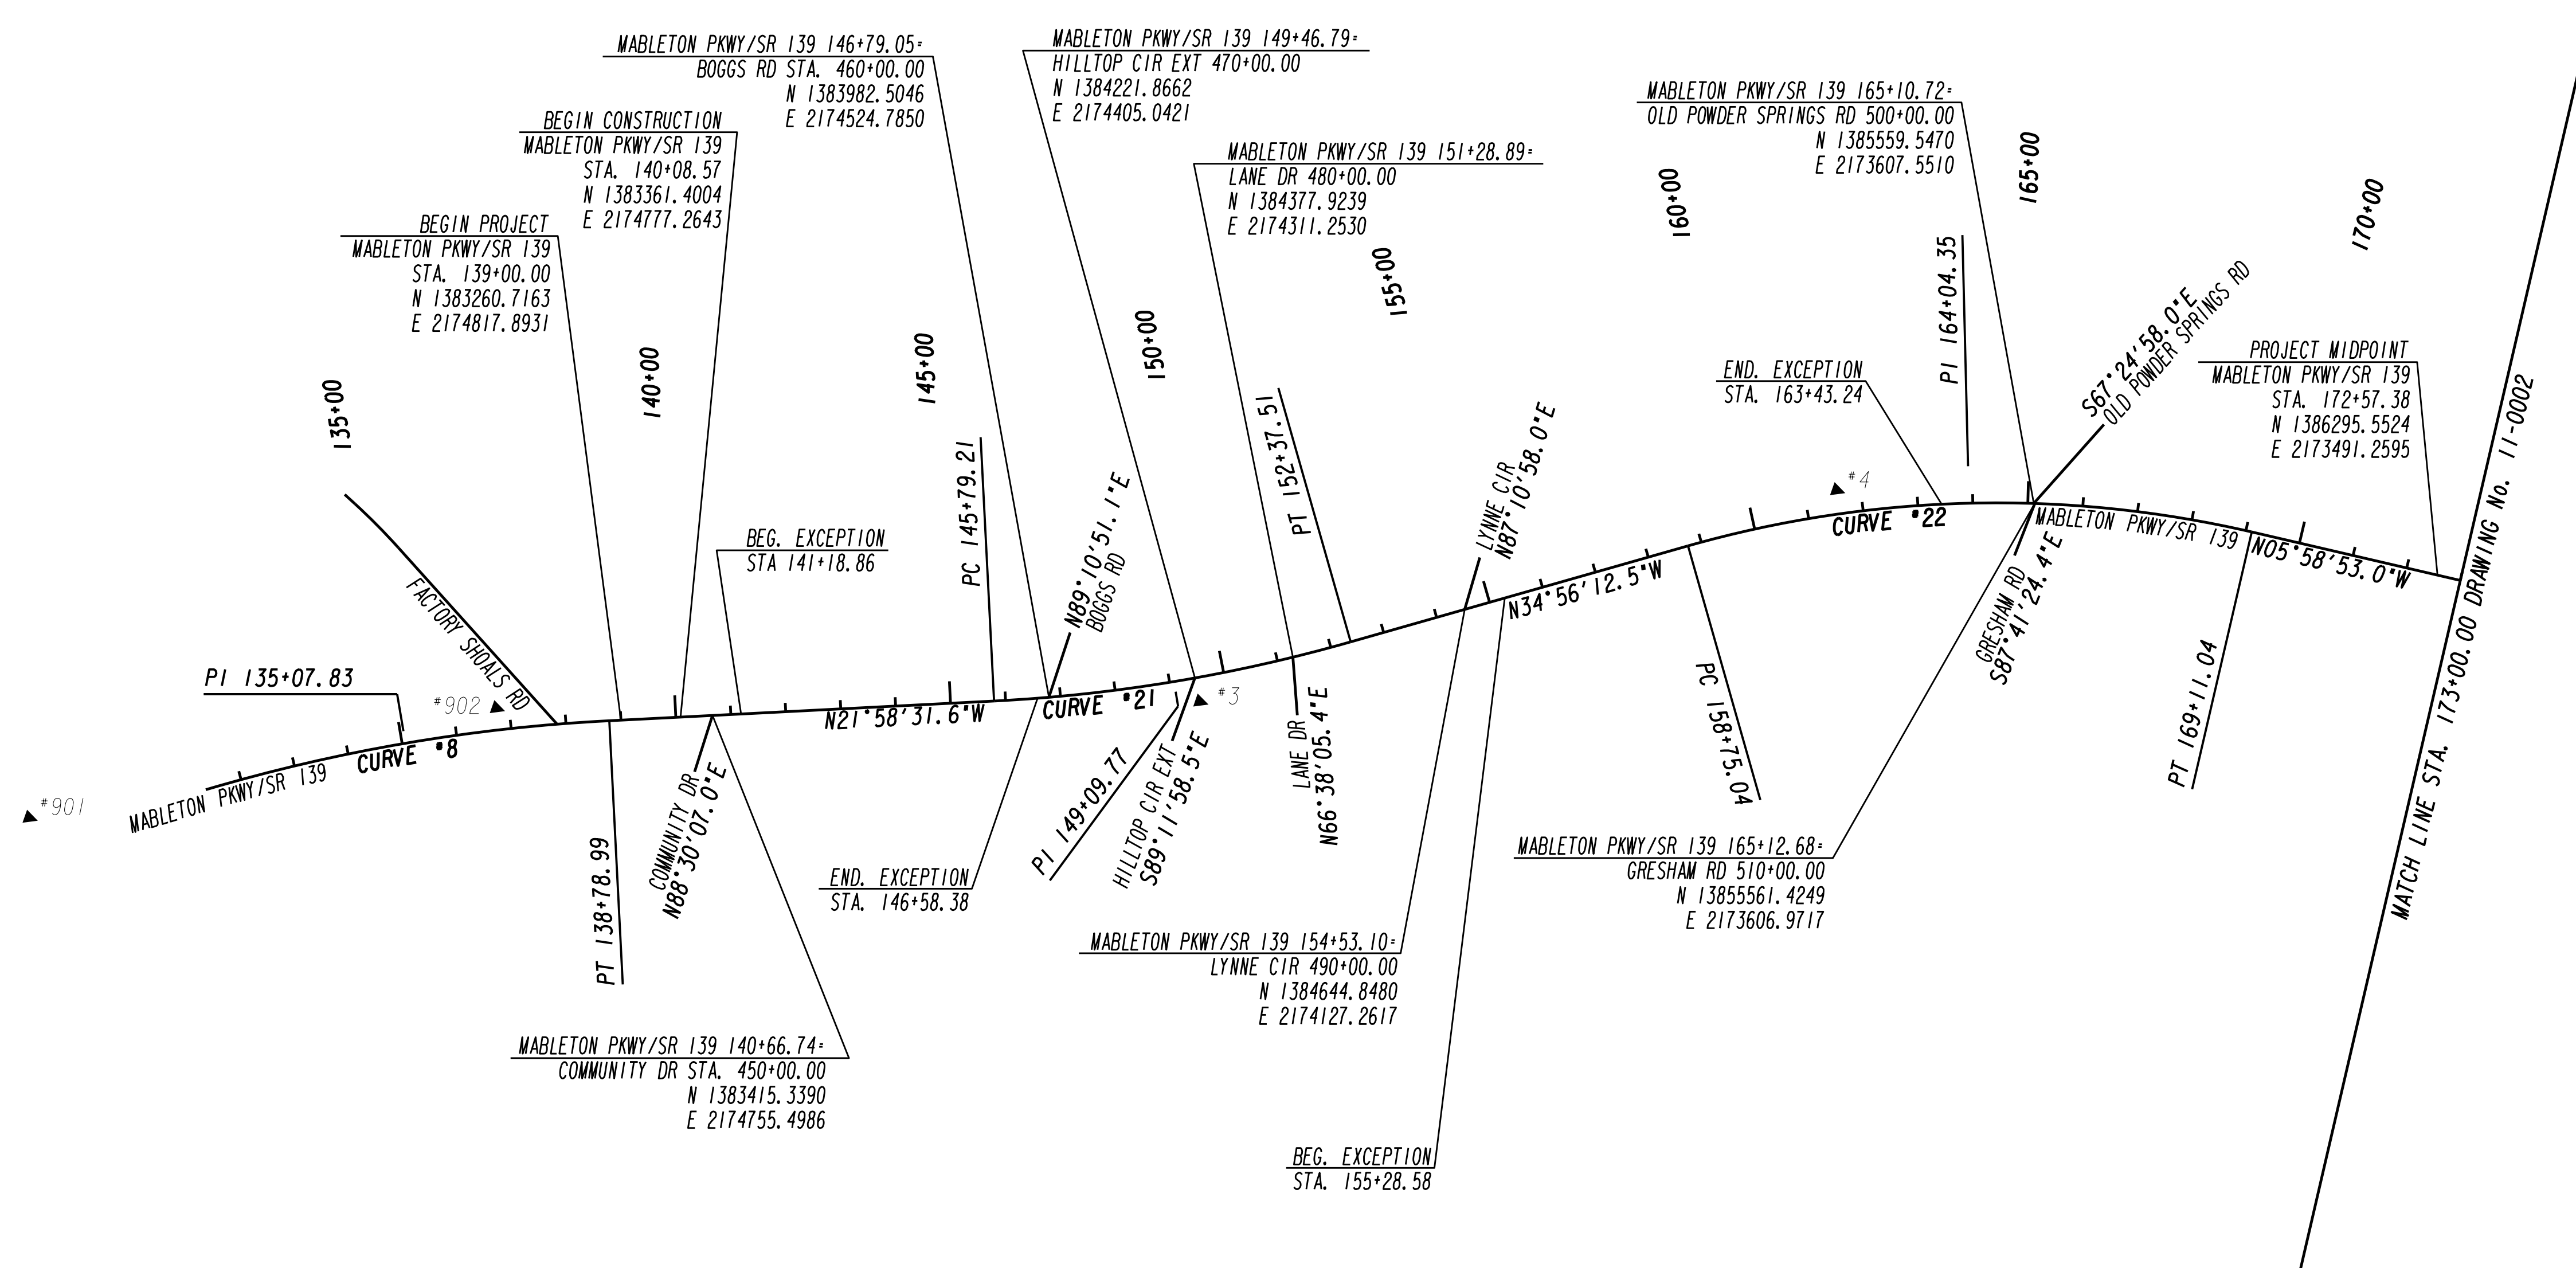 MABLETON PKWY/SR 139 146+79.05=
BOGGS RD STA. 460+00.00
N 1383982.5046
E 2174524.7850
MABLETON PKWY/SR 139 149+46.79=
HILLTOP CIR EXT 470+00.00
N 1384221.8662
E 2174405.0421
MABLETON PKWY/SR 139 165+10.72=
OLD POWDER SPRINGS RD 500+00.00
N 1385559.5470
E 2173607.5510
BEGIN CONSTRUCTION
MABLETON PKWY/SR 139
STA. 140+08.57
N 1383361.4004
E 2174777.2643
MABLETON PKWY/SR 139 151+28.89=
LANE DR 480+00.00
N 1384377.9239
E 2174311.2530
BEGIN PROJECT
MABLETON PKWY/SR 139
STA. 139+00.00
N 1383260.7163
E 2174817.8931
135+00
140+00
145+00
150+00
155+00
160+00
165+00
170+00
PI 164+04.35
S67°24'58.0"E
OLD POWDER SPRINGS RD
PROJECT MIDPOINT
MABLETON PKWY/SR 139
STA. 172+57.38
N 1386295.5524
E 2173491.2595
END. EXCEPTION
STA. 163+43.24
PC 145+79.21
PT 152+37.51
LYNNE CIR
N87°10'58.0"E
#4
CURVE #22
MABLETON PKWY/SR 139
N05°58'53.0"W
BEG. EXCEPTION
STA 141+18.86
N89°10'51.1"E
BOGGS RD
FACTORY SHOALS RD
PI 135+07.83
#902
#901
MABLETON PKWY/SR 139
CURVE #8
N21°58'31.6"W
CURVE #21
#3
N34°56'12.5"W
GRESHAM RD
S87°41'24.4"E
PT 138+78.99
COMMUNITY DR
N88°30'07.0"E
PI 149+09.77
HILLTOP CIR EXT
S89°11'58.5"E
LANE DR
N66°38'05.4"E
PC 158+75.04
PT 169+11.04
MATCH LINE STA. 173+00.00 DRAWING No. 11-0002
END. EXCEPTION
STA. 146+58.38
MABLETON PKWY/SR 139 165+12.68=
GRESHAM RD 510+00.00
N 13855561.4249
E 2173606.9717
MABLETON PKWY/SR 139 154+53.10=
LYNNE CIR 490+00.00
N 1384644.8480
E 2174127.2617
MABLETON PKWY/SR 139 140+66.74=
COMMUNITY DR STA. 450+00.00
N 1383415.3390
E 2174755.4986
BEG. EXCEPTION
STA. 155+28.58